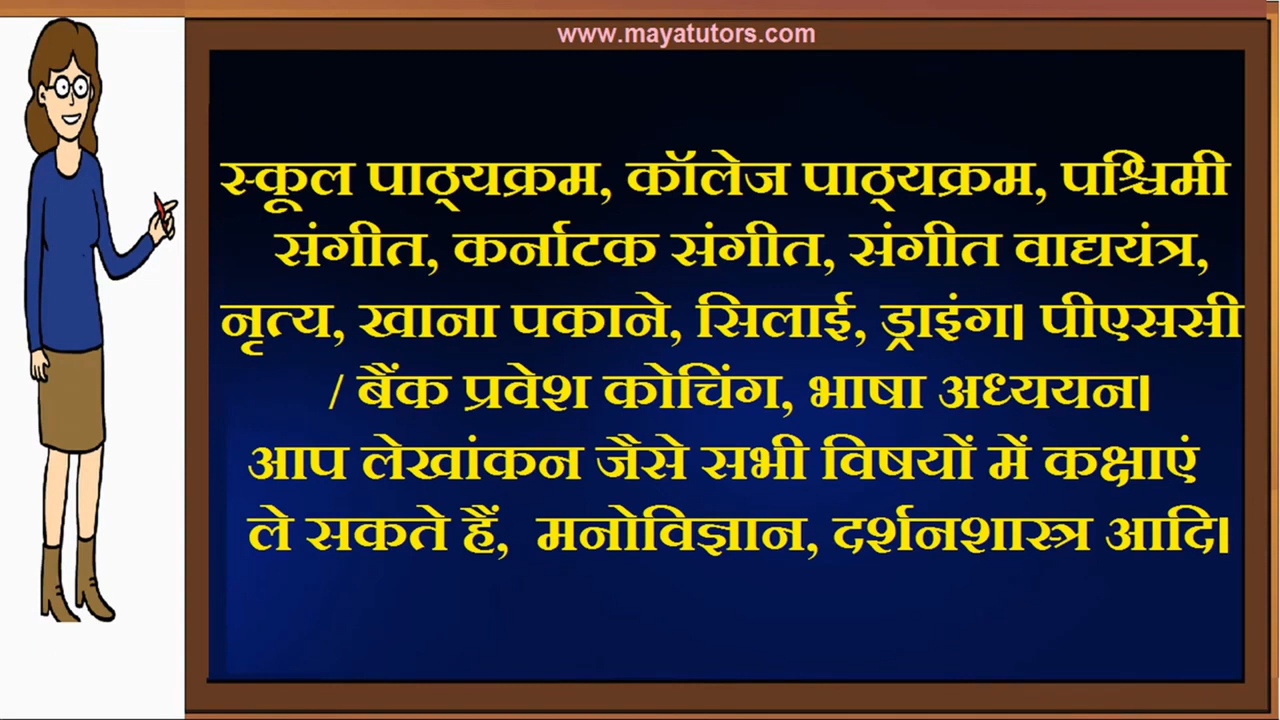 www.mayatutors.com
स्कूल पाठ्यक्रम, कॉलेज पाठ्यक्रम, पश्चिमी
संगीत, कर्नाटक संगीत, संगीत वाद्ययंत्र,
नृत्य, खाना पकाने, सिलाई, ड्राइंग। पीएससी
/ बैंक प्रवेश कोचिंग, भाषा अध्ययन।
आप लेखांकन जैसे सभी विषयों में कक्षाएं
ले सकते हैं, मनोविज्ञान, दर्शनशास्त्र आदि।